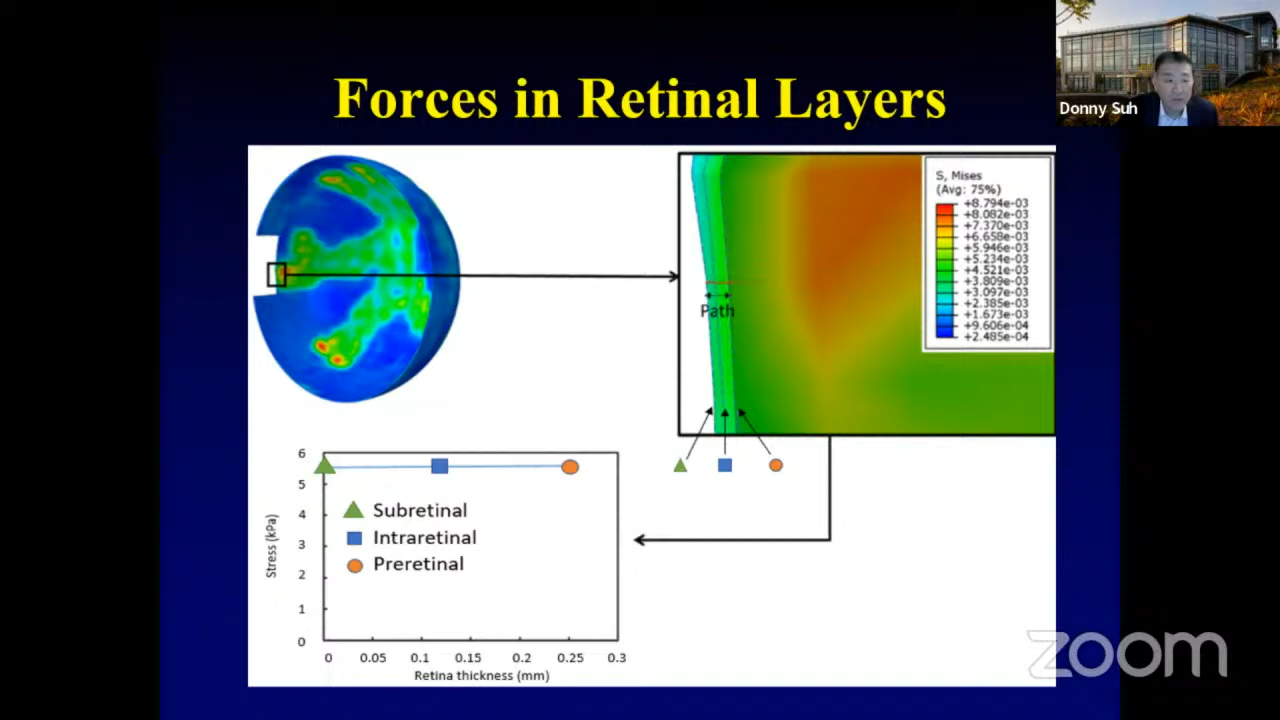 Forces in Retinal Layers
Donny Suh
S, Mises
(Avg: 75%)
+8.794e-03
+8.082e-03
+7.370e-03
+6.658e-03
+5.946e-03
+5.234e-03
+4.521e-03
+3.809e-03
+3.097e-03
+2.385e-03
+1.673e-03
+9.606e-04
+2.485e-04
Path
6
5
4
3
2
1
0
Stress (kPa)
Subretinal
Intraretinal
Preretinal
0 0.05 0.1 0.15 0.2 0.25 0.3
Retina thickness (mm)
zoom